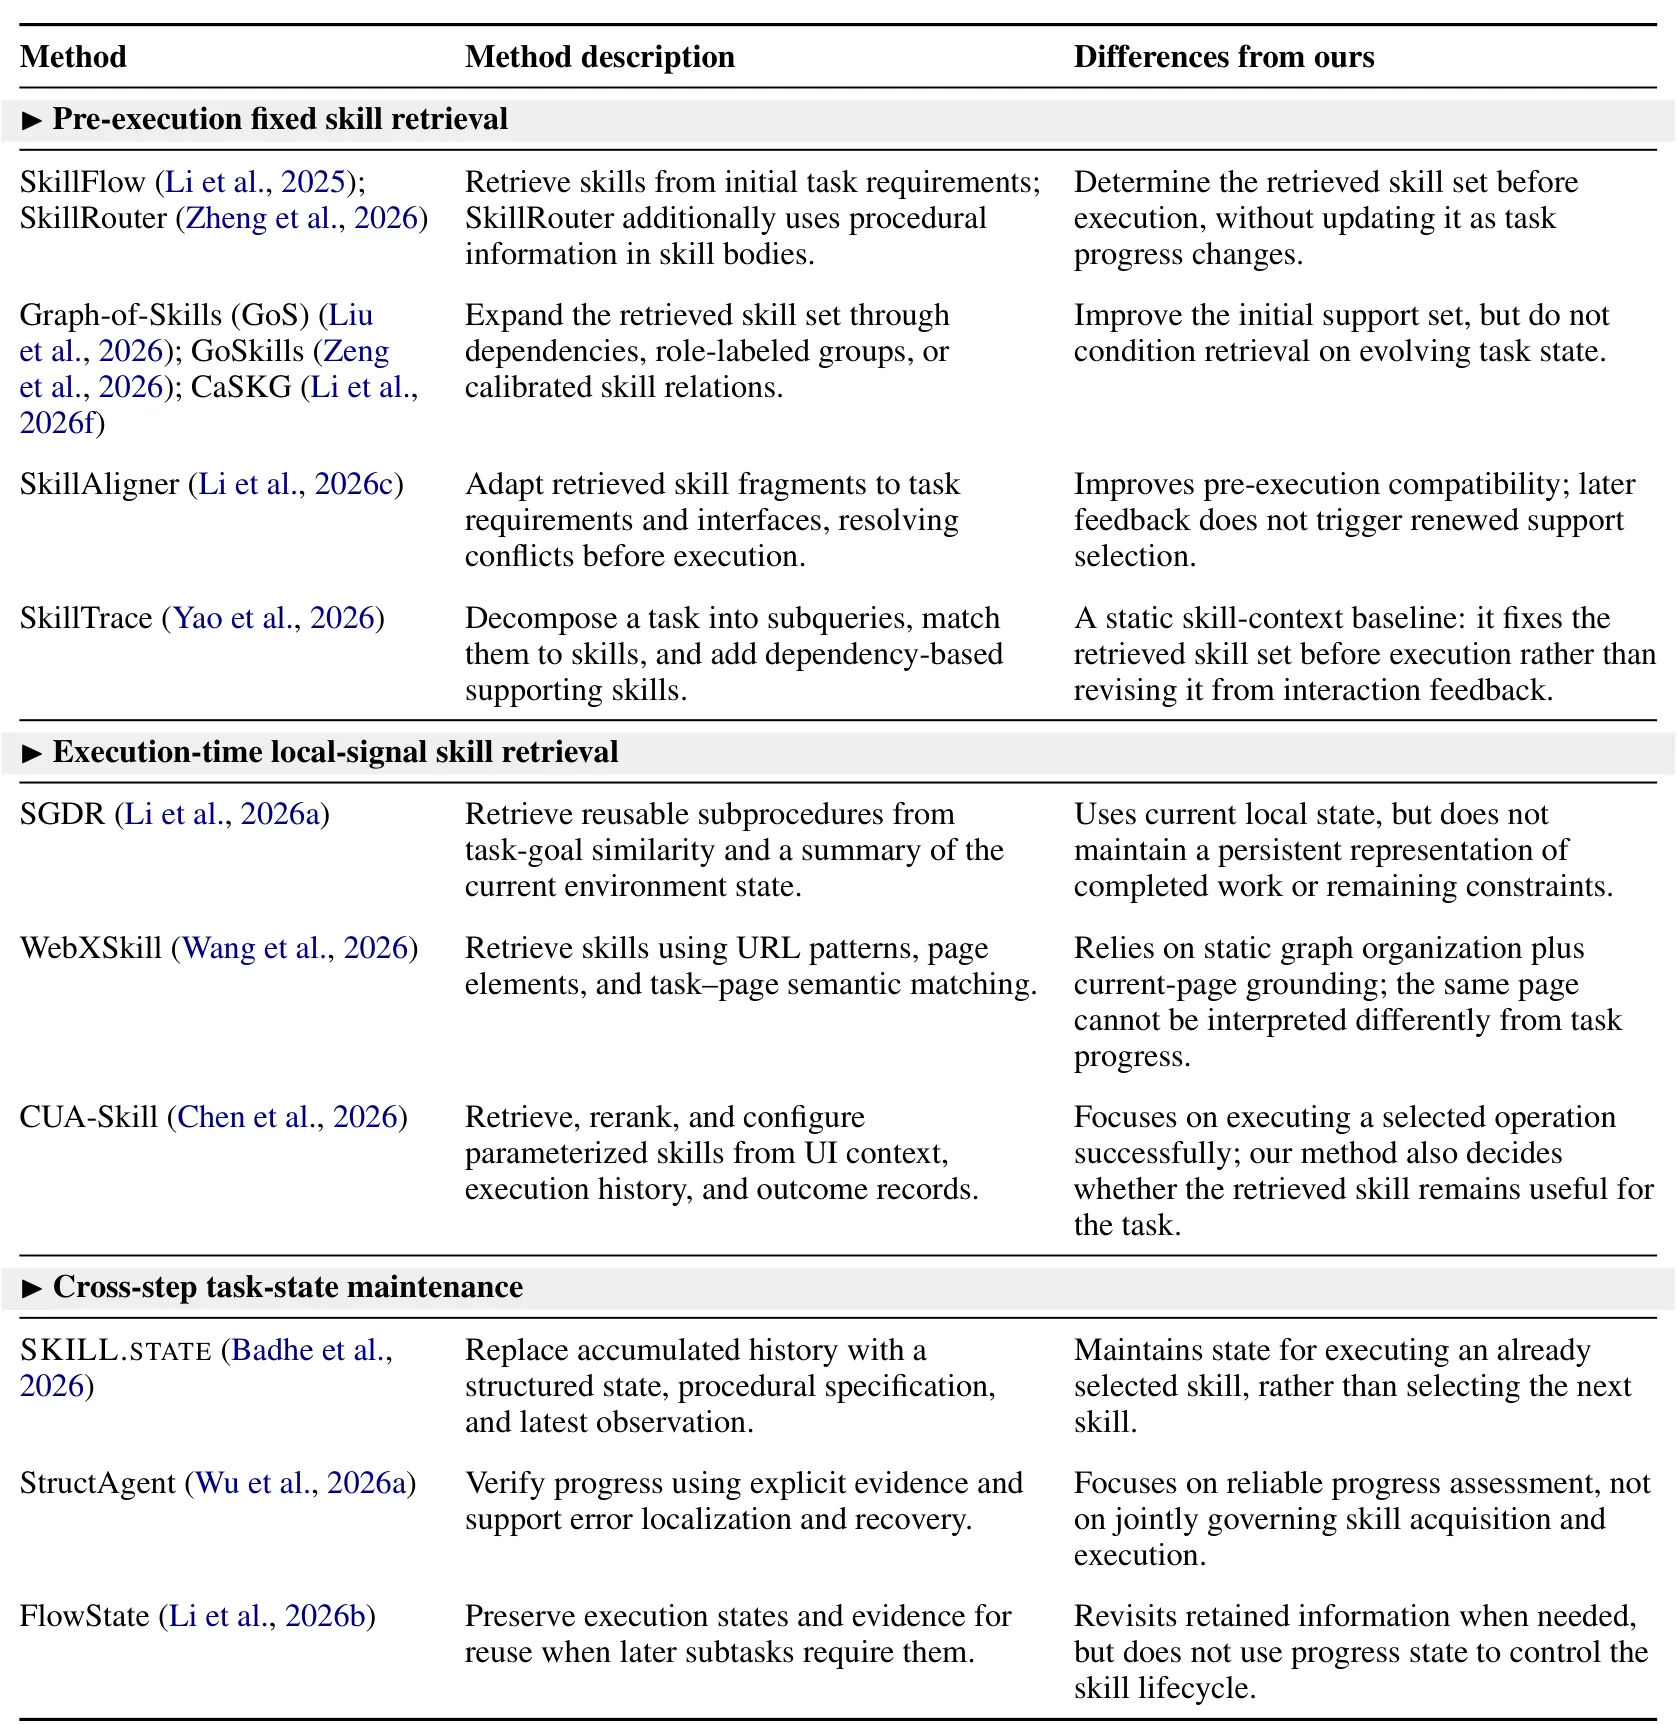 Method Method description Differences from ours
▶ Pre-execution fixed skill retrieval
SkillFlow (Li et al., 2025); Retrieve skills from initial task requirements; Determine the retrieved skill set before
SkillRouter (Zheng et al., 2026) SkillRouter additionally uses procedural execution, without updating it as task
information in skill bodies. progress changes.
Graph-of-Skills (GoS) (Liu Expand the retrieved skill set through Improve the initial support set, but do not
et al., 2026); GoSkills (Zeng dependencies, role-labeled groups, or condition retrieval on evolving task state.
et al., 2026); CaSKG (Li et al., calibrated skill relations.
2026f)
SkillAligner (Li et al., 2026c) Adapt retrieved skill fragments to task Improves pre-execution compatibility; later
requirements and interfaces, resolving feedback does not trigger renewed support
conflicts before execution. selection.
SkillTrace (Yao et al., 2026) Decompose a task into subqueries, match A static skill-context baseline: it fixes the
them to skills, and add dependency-based retrieved skill set before execution rather than
supporting skills. revising it from interaction feedback.
▶ Execution-time local-signal skill retrieval
SGDR (Li et al., 2026a) Retrieve reusable subprocedures from Uses current local state, but does not
task-goal similarity and a summary of the maintain a persistent representation of
current environment state. completed work or remaining constraints.
WebXSkill (Wang et al., 2026) Retrieve skills using URL patterns, page Relies on static graph organization plus
elements, and task–page semantic matching. current-page grounding; the same page
cannot be interpreted differently from task
progress.
CUA-Skill (Chen et al., 2026) Retrieve, rerank, and configure Focuses on executing a selected operation
parameterized skills from UI context, successfully; our method also decides
execution history, and outcome records. whether the retrieved skill remains useful for
the task.
▶ Cross-step task-state maintenance
SKILL.STATE (Badhe et al., Replace accumulated history with a Maintains state for executing an already
2026) structured state, procedural specification, selected skill, rather than selecting the next
and latest observation. skill.
StructAgent (Wu et al., 2026a) Verify progress using explicit evidence and Focuses on reliable progress assessment, not
support error localization and recovery. on jointly governing skill acquisition and
execution.
FlowState (Li et al., 2026b) Preserve execution states and evidence for Revisits retained information when needed,
reuse when later subtasks require them. but does not use progress state to control the
skill lifecycle.